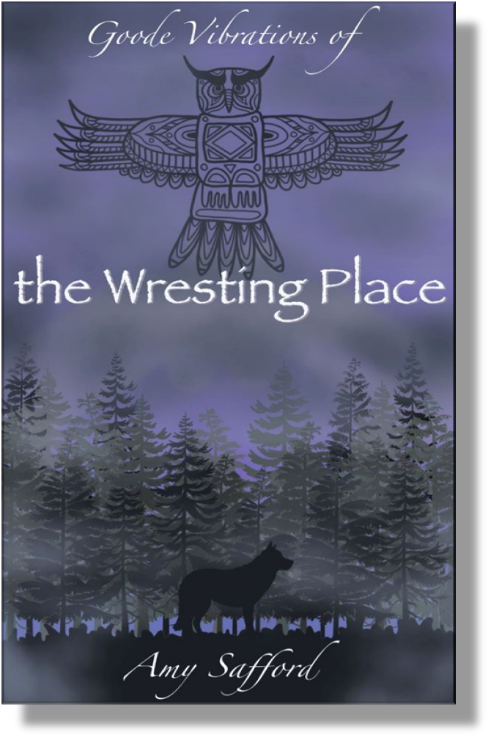 Goode Vibrations of
the Wresting Place
Amy Safford